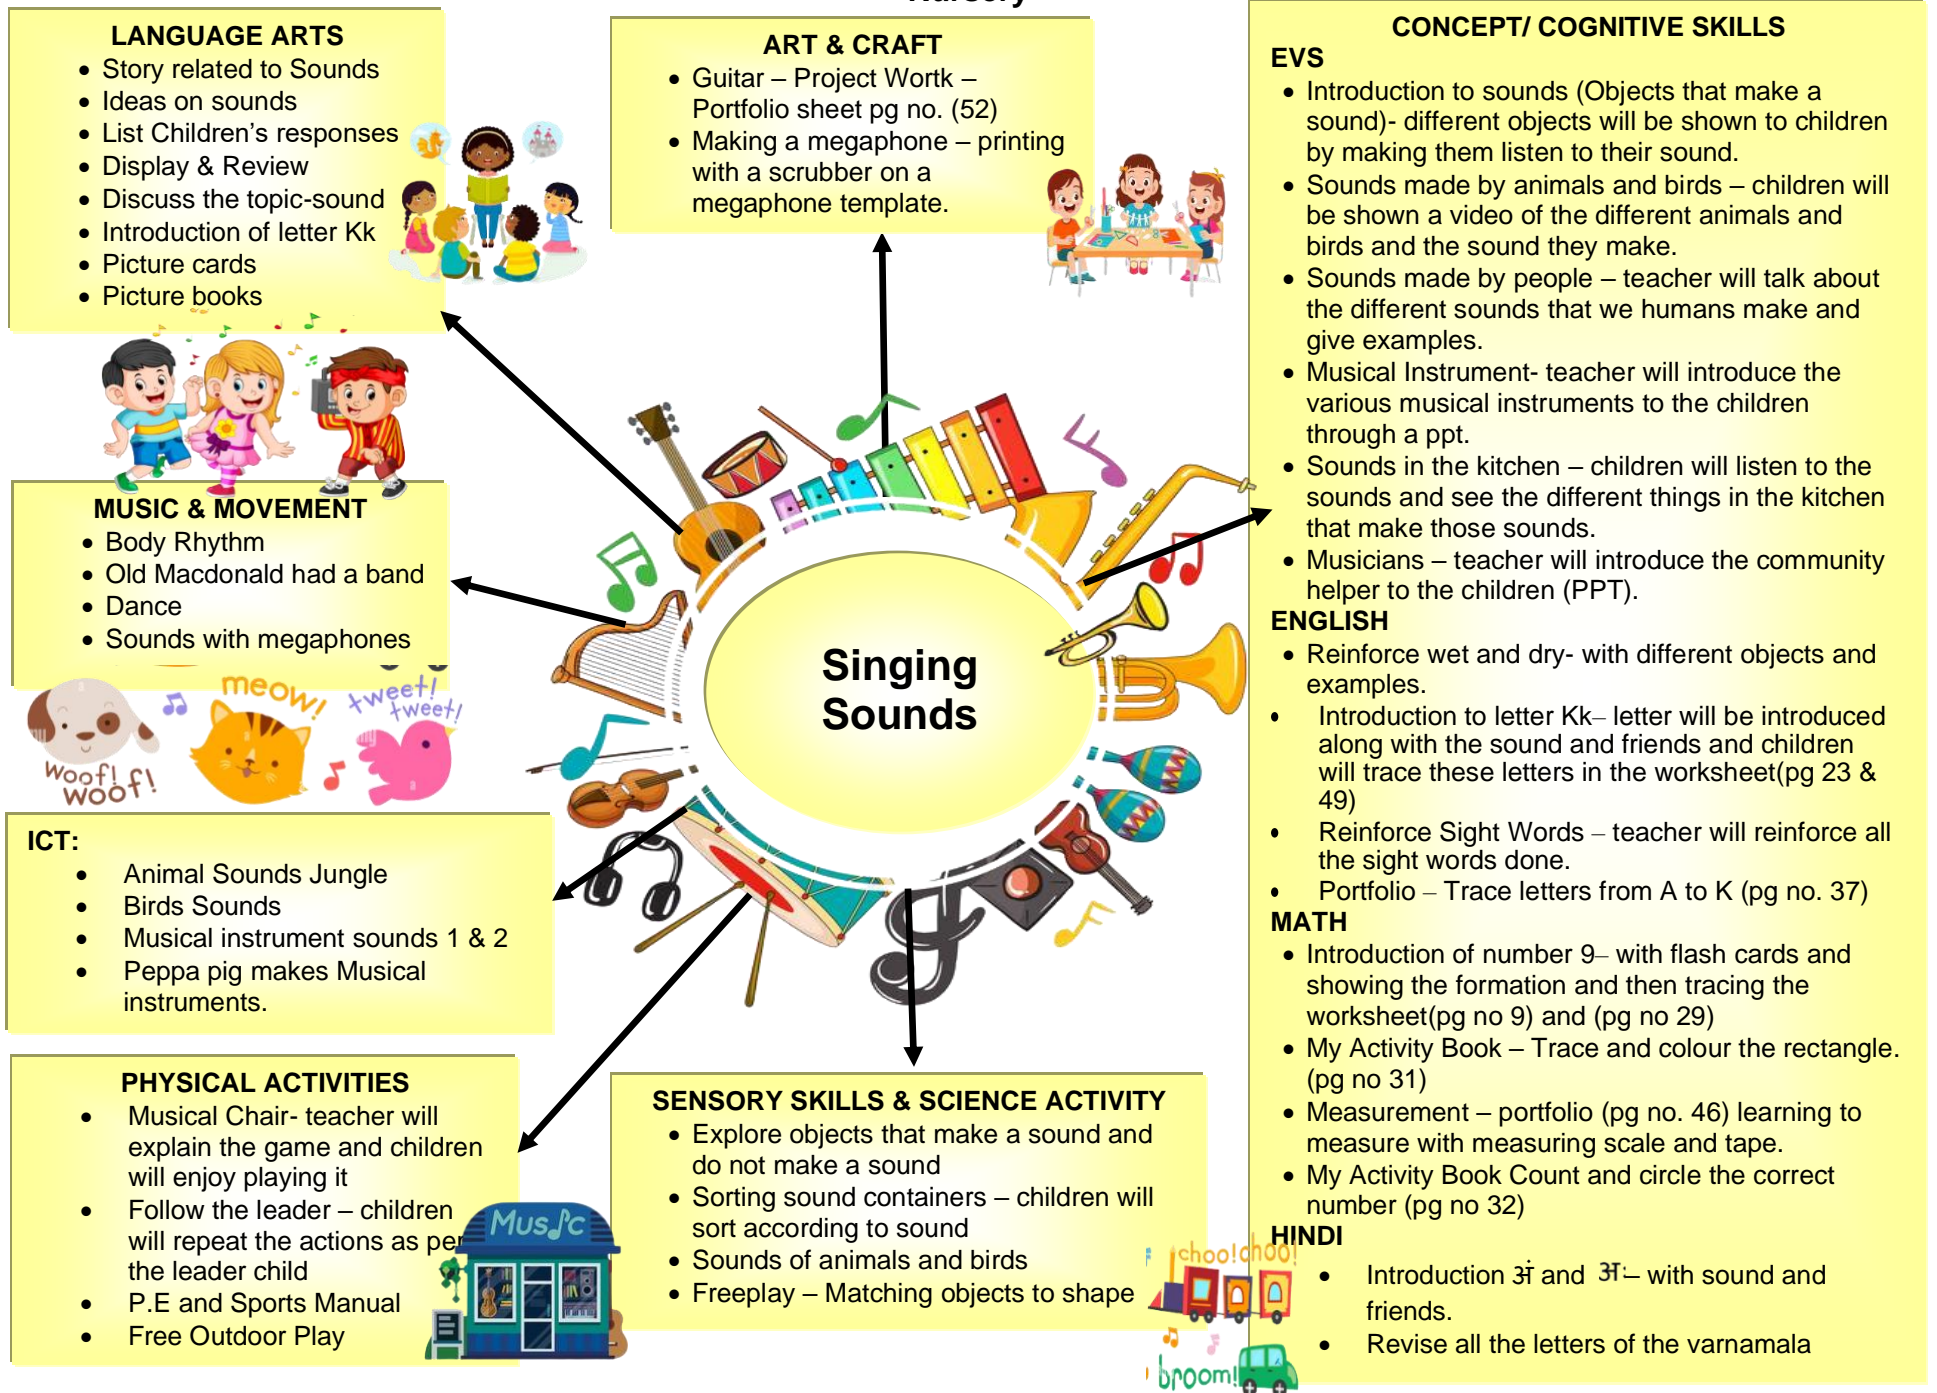 Nursery
LANGUAGE ARTS
• Story related to Sounds
• Ideas on sounds
• List Children's responses
• Display & Review
• Discuss the topic-sound
• Introduction of letter Kk
• Picture cards
• Picture books
ART & CRAFT
• Guitar – Project Wortk –
Portfolio sheet pg no. (52)
• Making a megaphone – printing
with a scrubber on a
megaphone template.
CONCEPT/ COGNITIVE SKILLS
EVS
• Introduction to sounds (Objects that make a
sound)- different objects will be shown to children
by making them listen to their sound.
• Sounds made by animals and birds – children will
be shown a video of the different animals and
birds and the sound they make.
• Sounds made by people – teacher will talk about
the different sounds that we humans make and
give examples.
• Musical Instrument- teacher will introduce the
various musical instruments to the children
through a ppt.
• Sounds in the kitchen – children will listen to the
sounds and see the different things in the kitchen
that make those sounds.
• Musicians – teacher will introduce the community
helper to the children (PPT).
ENGLISH
• Reinforce wet and dry- with different objects and
examples.
• Introduction to letter Kk– letter will be introduced
along with the sound and friends and children
will trace these letters in the worksheet(pg 23 &
49)
• Reinforce Sight Words – teacher will reinforce all
the sight words done.
• Portfolio – Trace letters from A to K (pg no. 37)
MATH
• Introduction of number 9– with flash cards and
showing the formation and then tracing the
worksheet(pg no 9) and (pg no 29)
• My Activity Book – Trace and colour the rectangle.
(pg no 31)
• Measurement – portfolio (pg no. 46) learning to
measure with measuring scale and tape.
• My Activity Book Count and circle the correct
number (pg no 32)
HINDI
• Introduction अं and अः– with sound and
friends.
• Revise all the letters of the varnamala
MUSIC & MOVEMENT
• Body Rhythm
• Old Macdonald had a band
• Dance
• Sounds with megaphones
woof!
woof!
meow!
tweet!
tweet!
Singing
Sounds
ICT:
• Animal Sounds Jungle
• Birds Sounds
• Musical instrument sounds 1 & 2
• Peppa pig makes Musical
instruments.
PHYSICAL ACTIVITIES
• Musical Chair- teacher will
explain the game and children
will enjoy playing it
• Follow the leader – children
will repeat the actions as per
the leader child
• P.E and Sports Manual
• Free Outdoor Play
Music
SENSORY SKILLS & SCIENCE ACTIVITY
• Explore objects that make a sound and
do not make a sound
• Sorting sound containers – children will
sort according to sound
• Sounds of animals and birds
• Freeplay – Matching objects to shape
choo! choo!
broom!